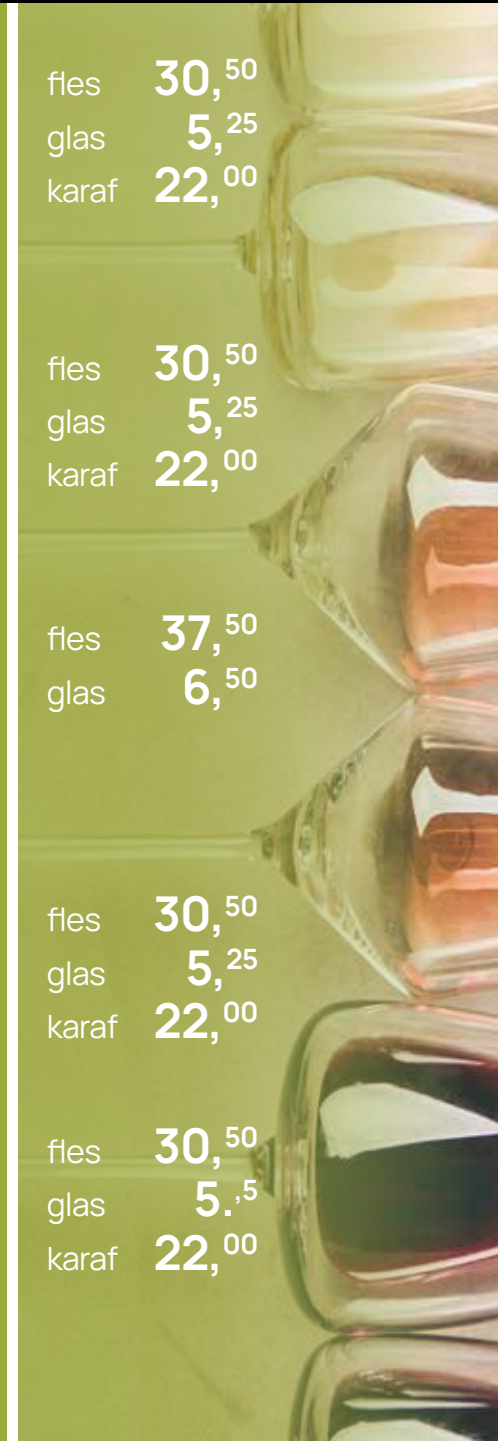 fles 30,50
glas 5,25
karaf 22,00
fles 30,50
glas 5,25
karaf 22,00
fles 37,50
glas 6,50
fles 30,50
glas 5,25
karaf 22,00
fles 30,50
glas 5.,5
karaf 22,00